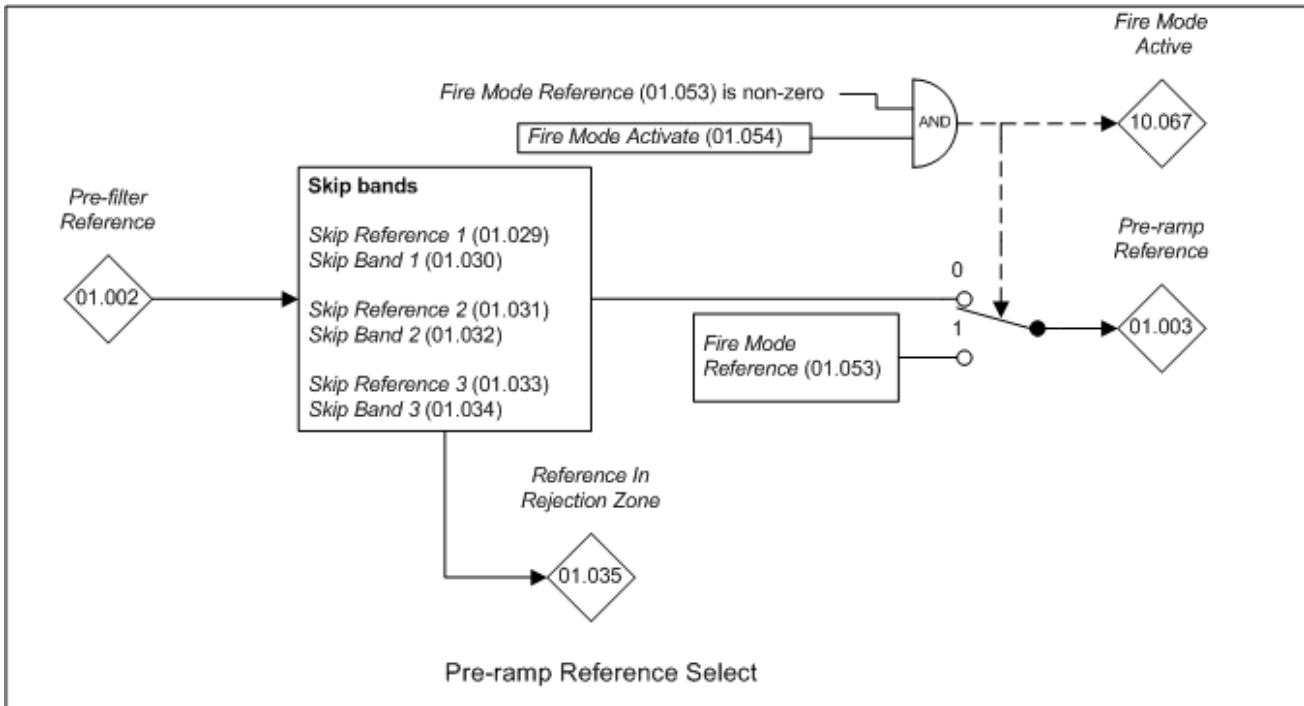 Fire Mode
Active
Fire Mode Reference (01.053) is non-zero
AND
10.067
Fire Mode Activate (01.054)
Pre-filter
Reference
01.002
Skip bands
Skip Reference 1 (01.029)
Skip Band 1 (01.030)
Skip Reference 2 (01.031)
Skip Band 2 (01.032)
Skip Reference 3 (01.033)
Skip Band 3 (01.034)
Pre-ramp
Reference
0
1
01.003
Fire Mode
Reference (01.053)
Reference In
Rejection Zone
01.035
Pre-ramp Reference Select